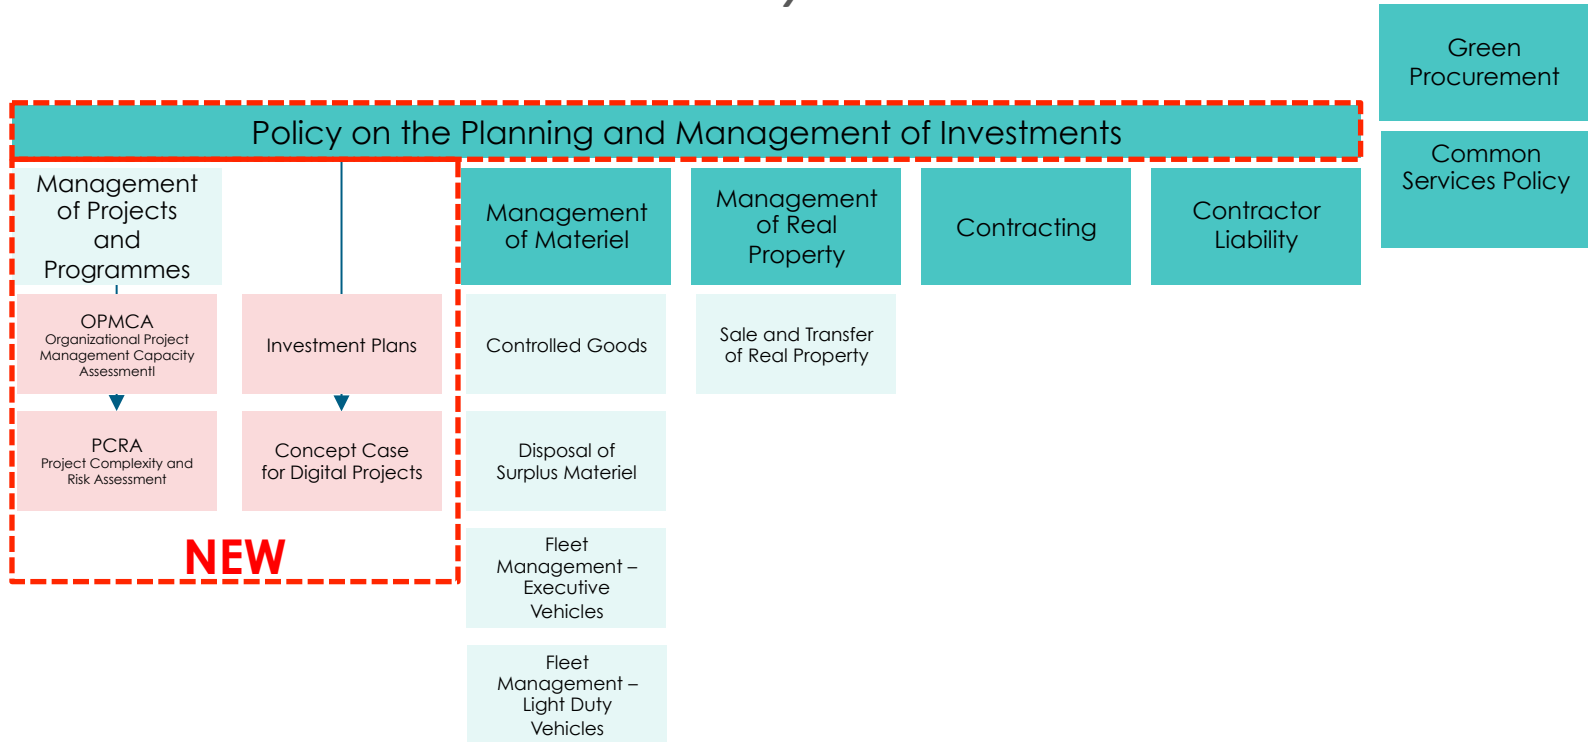 Green
Procurement
Policy on the Planning and Management of Investments
Common
Services Policy
Management
of Projects
and
Programmes
Management
of Materiel
Management
of Real
Property
Contracting
Contractor
Liability
OPMCA
Organizational Project
Management Capacity
Assessmentl
Investment Plans
Controlled Goods
Sale and Transfer
of Real Property
PCRA
Project Complexity and
Risk Assessment
Concept Case
for Digital Projects
Disposal of
Surplus Materiel
NEW
Fleet
Management –
Executive
Vehicles
Fleet
Management –
Light Duty
Vehicles